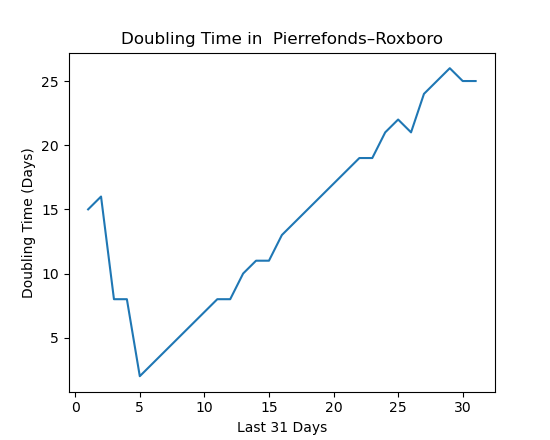 Doubling Time in  Pierrefonds–Roxboro
25
20
15
10
5
Doubling Time (Days)
0 5 10 15 20 25 30
Last 31 Days